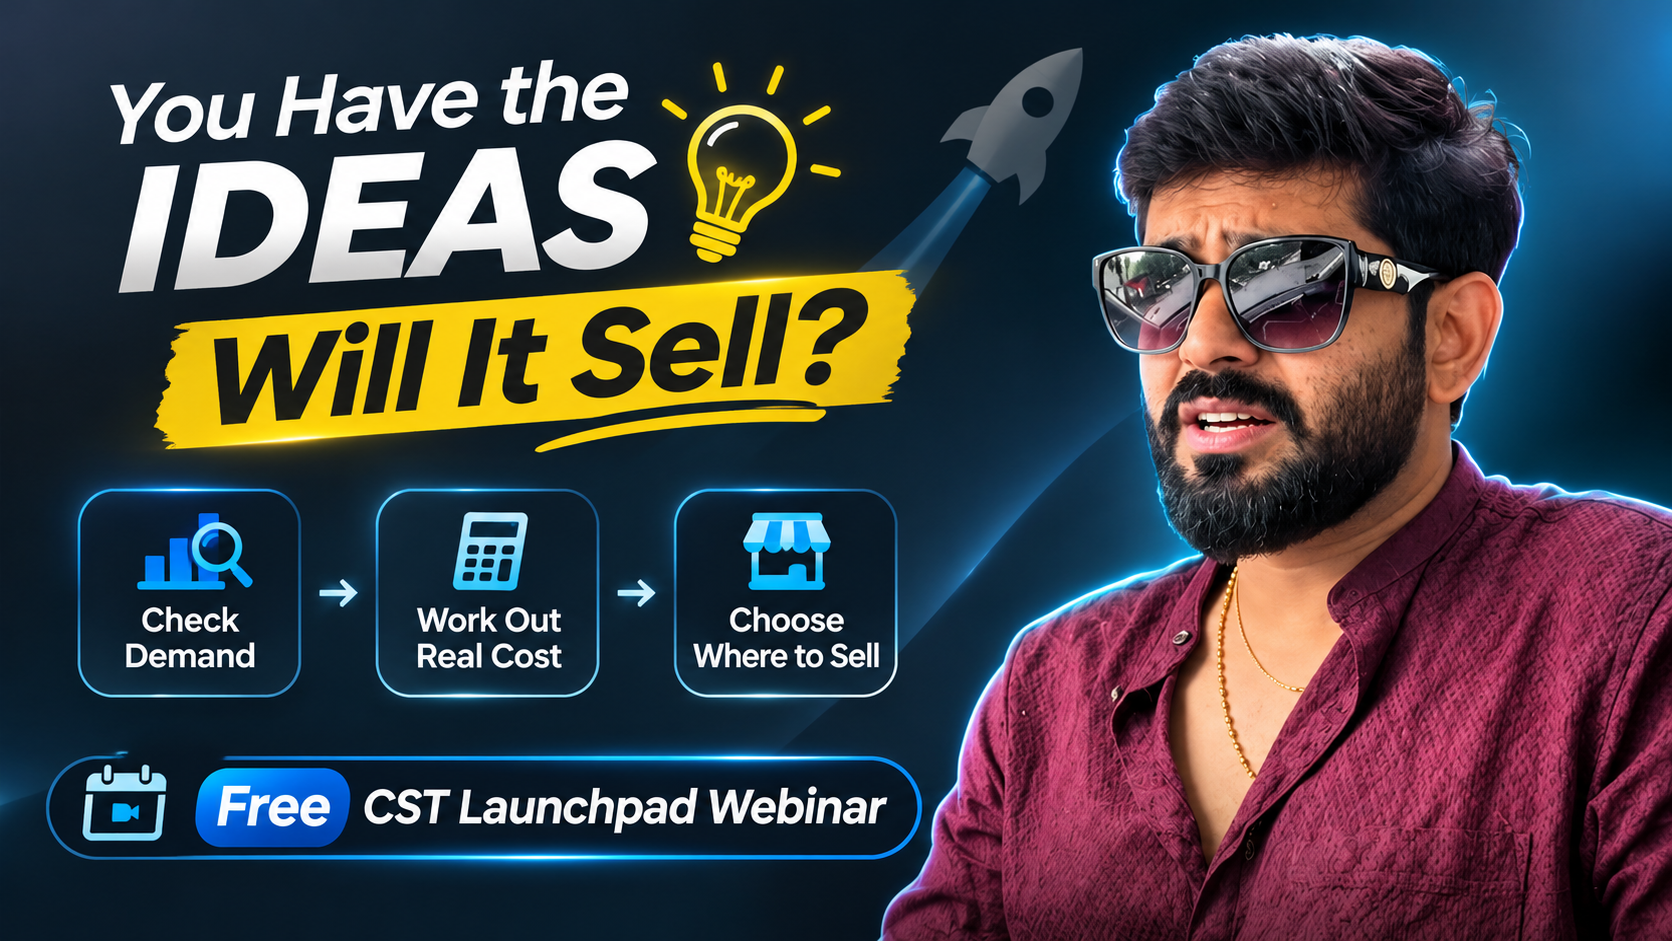 You Have the
IDEAS
Will It Sell?
Check
Demand
Work Out
Real Cost
Choose
Where to Sell
Free CST Launchpad Webinar